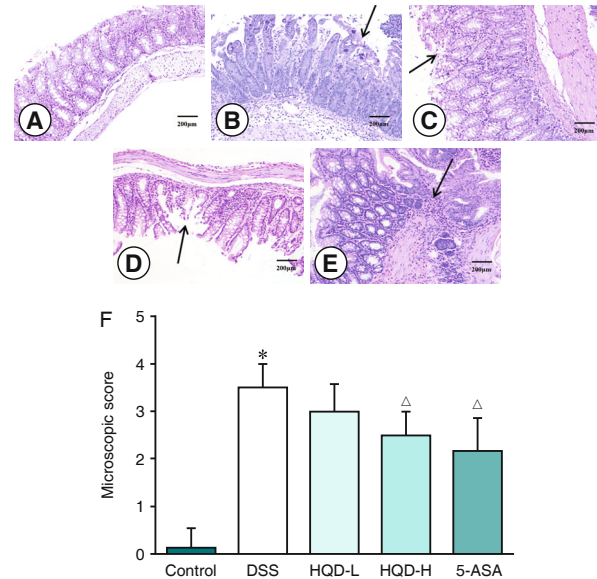 A
200μm
B
200μm
C
200μm
D
200μm
E
200μm
F
Microscopic score
5
4
3
2
1
0
*
△
△
Control DSS HQD-L HQD-H 5-ASA